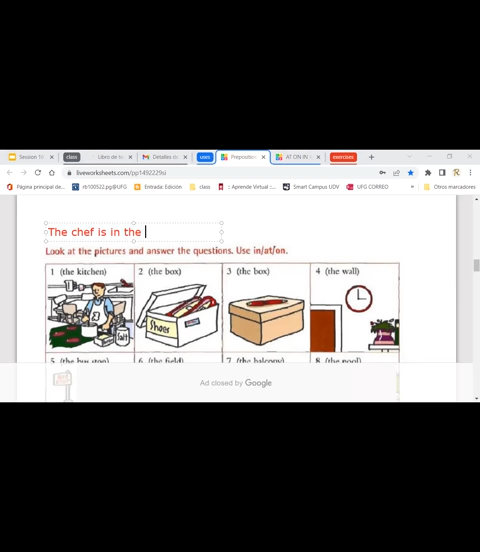 Session 1
class
Libro de t
Detalles de
uses
Preposition
AT ON IN
exercises
liveworksheets.com/pp1492229si
Página principal de...
rb100522.pg@UFG
Entrada: Edición
class
:: Aprende Virtual :...
Smart Campus UDV
UFG CORREO
Otros marcadores
The chef is in the
Look at the pictures and answer the questions. Use in/at/on.
1 (the kitchen)
2 (the box)
3 (the box)
4 (the wall)
Shoes
Salt
5 (the bus stop)
6 (the field)
7 (the balcony)
8 (the pool)
Ad closed by Google